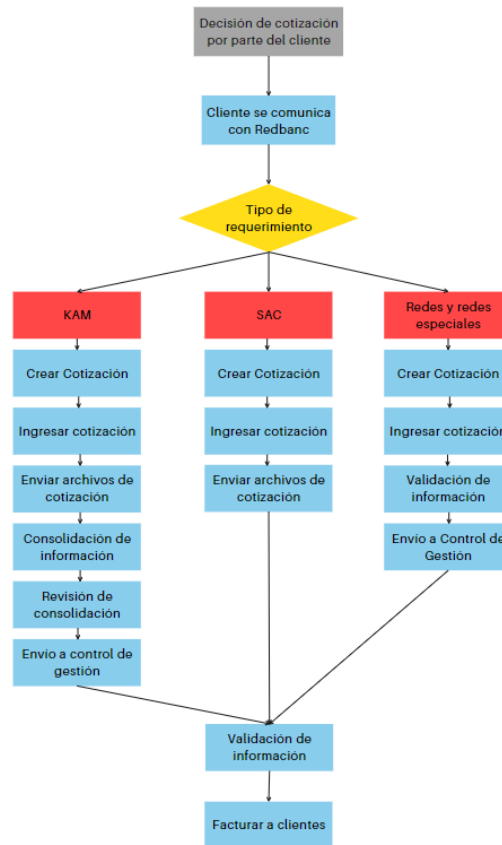 Decisión de cotización
por parte del cliente
Cliente se comunica
con Redbanc
Tipo de
requerimiento
KAM
SAC
Redes y redes
especiales
Crear Cotización
Crear Cotización
Crear Cotización
Ingresar cotización
Ingresar cotización
Ingresar cotización
Enviar archivos de
cotización
Enviar archivos de
cotización
Validación de
información
Consolidación de
información
Envío a Control de
Gestión
Revisión de
consolidación
Envío a control de
gestión
Validación de
información
Facturar a clientes